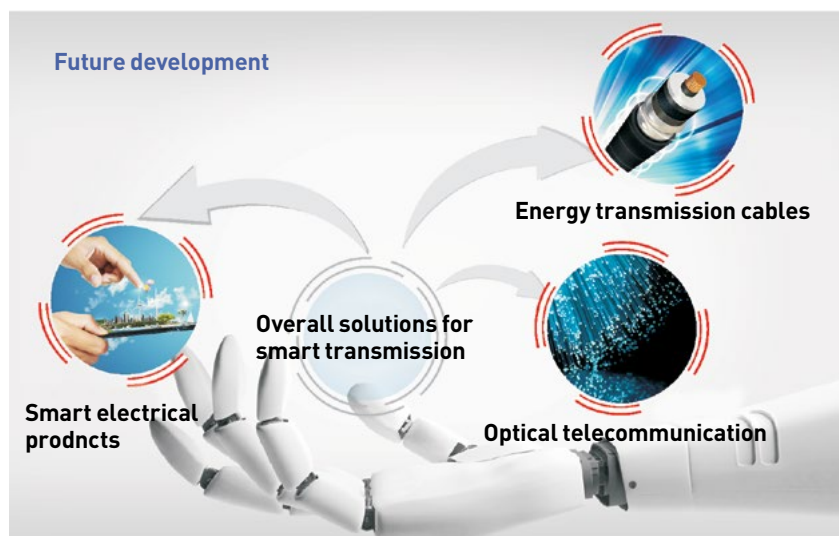 Future development
Energy transmission cables
Overall solutions for
smart transmission
Smart electrical
prodncts
Optical telecommunication